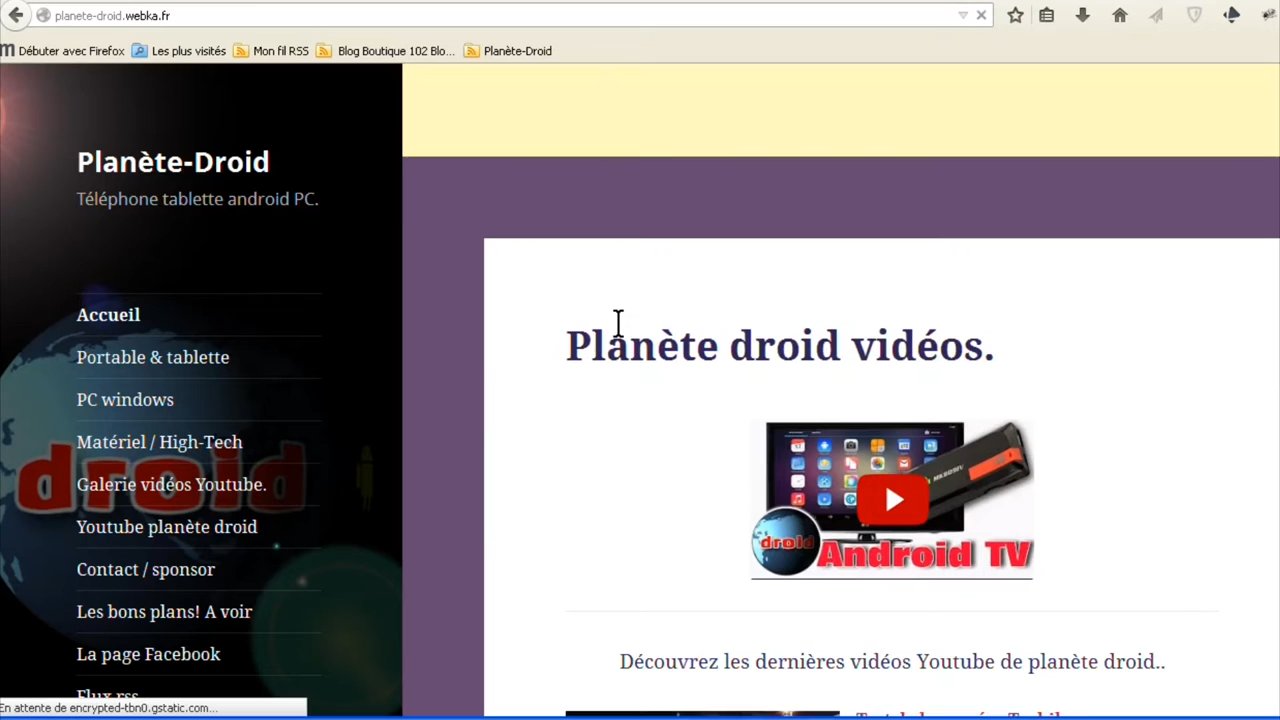 planete-droid.webka.fr
Débuter avec Firefox Les plus visités Mon fil RSS Blog Boutique 102 Blo... Planète-Droid
Planète-Droid
Téléphone tablette android PC.
Accueil
Portable & tablette
PC windows
Matériel / High-Tech
Galerie vidéos Youtube.
Youtube planète droid
Contact / sponsor
Les bons plans! A voir
La page Facebook
Flux rss
droid
En attente de encrypted-tbn0.gstatic.com...
Planète droid vidéos.
droid
Android TV
Découvrez les dernières vidéos Youtube de planète droid..